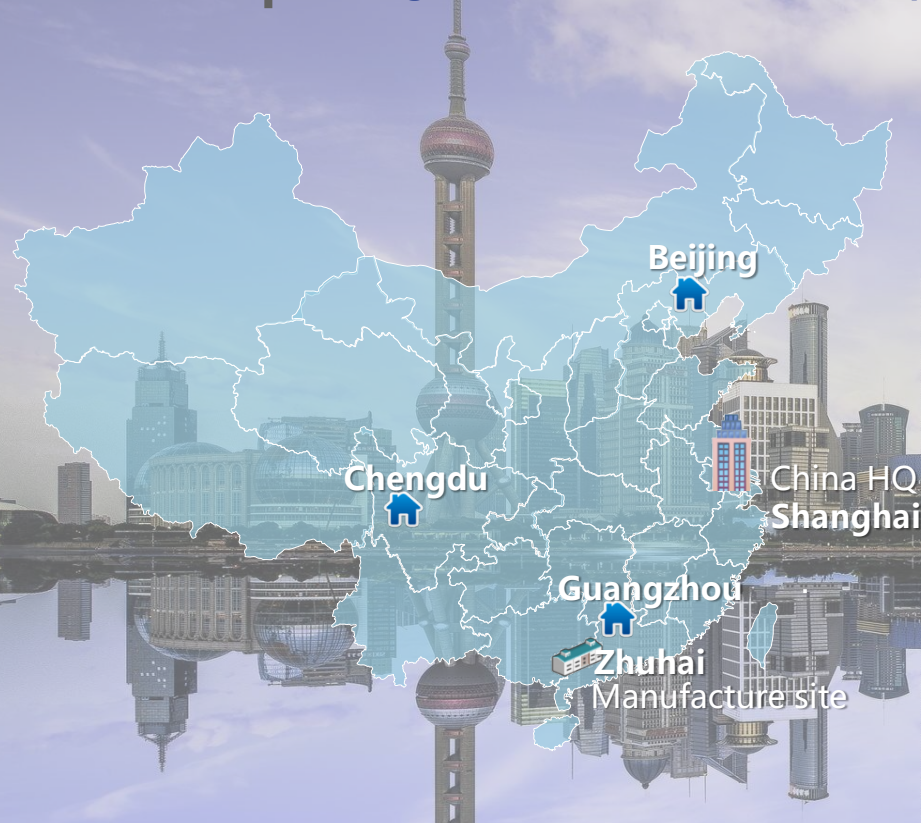 Beijing
Chengdu
China HQ
Shanghai
Guangzhou
Zhuhai
Manufacture site